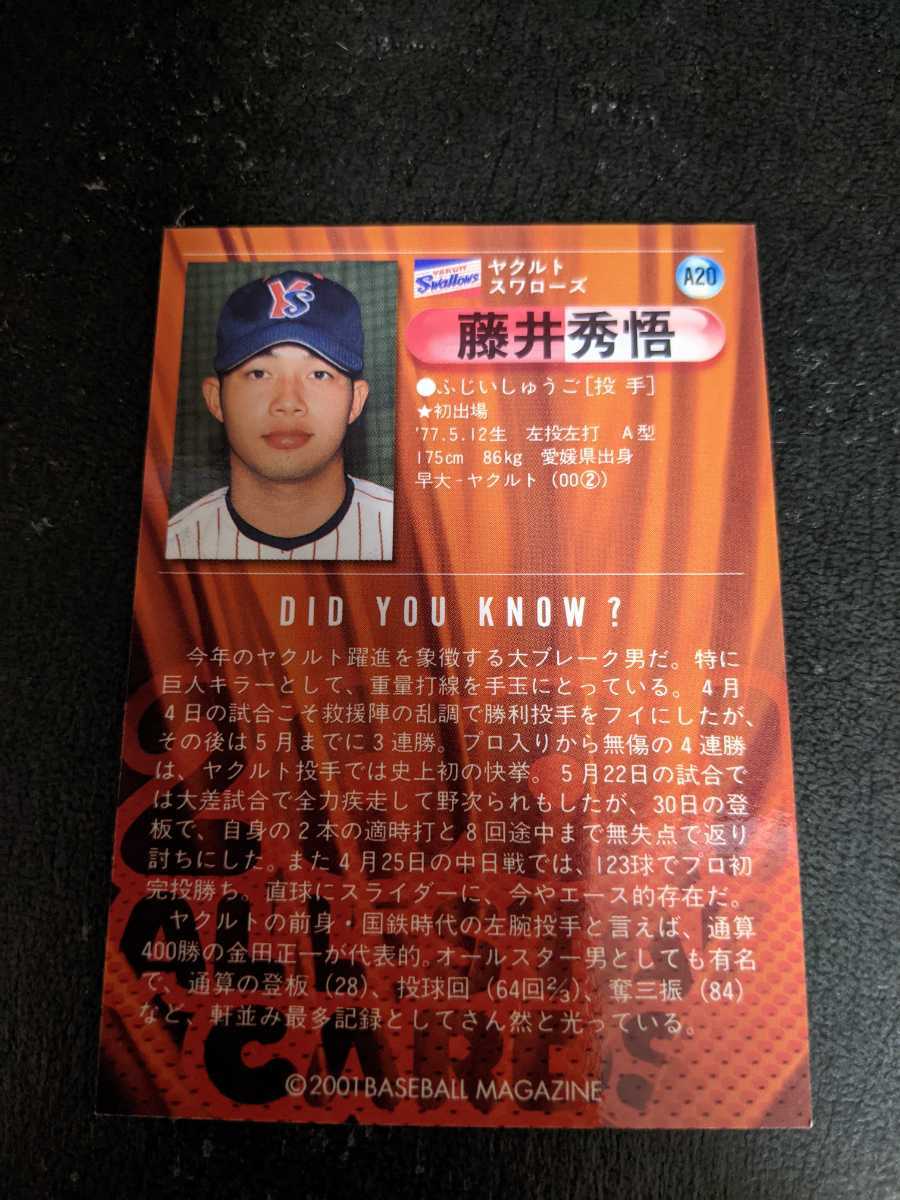 YS
YAKULT
Swallows
ヤクルト
スワローズ
A20
藤井秀悟
●ふじいしゅうご[投 手]
★初出場
'77.5.12生 左投左打 A型
175cm 86kg 愛媛県出身
早大-ヤクルト(00②)
DID YOU KNOW?
今年のヤクルト躍進を象徴する大ブレーク男だ。特に
巨人キラーとして、重量打線を手玉にとっている。4月
4日の試合こそ救援陣の乱調で勝利投手をフイにしたが、
その後は5月までに3連勝。プロ入りから無傷の4連勝
は、ヤクルト投手では史上初の快挙。5月22日の試合で
は大差試合で全力疾走して野次られもしたが、30日の登
板で、自身の2本の適時打と8回途中まで無失点で返り
討ちにした。また4月25日の中日戦では、123球でプロ初
完投勝ち。直球にスライダーに、今やエース的存在だ。
ヤクルトの前身・国鉄時代の左腕投手と言えば、通算
400勝の金田正一が代表的。オールスター男としても有名
で、通算の登板(28)、投球回(64回2/3)、奪三振(84)
など、軒並み最多記録としてさん然と光っている。
©2001BASEBALL MAGAZINE